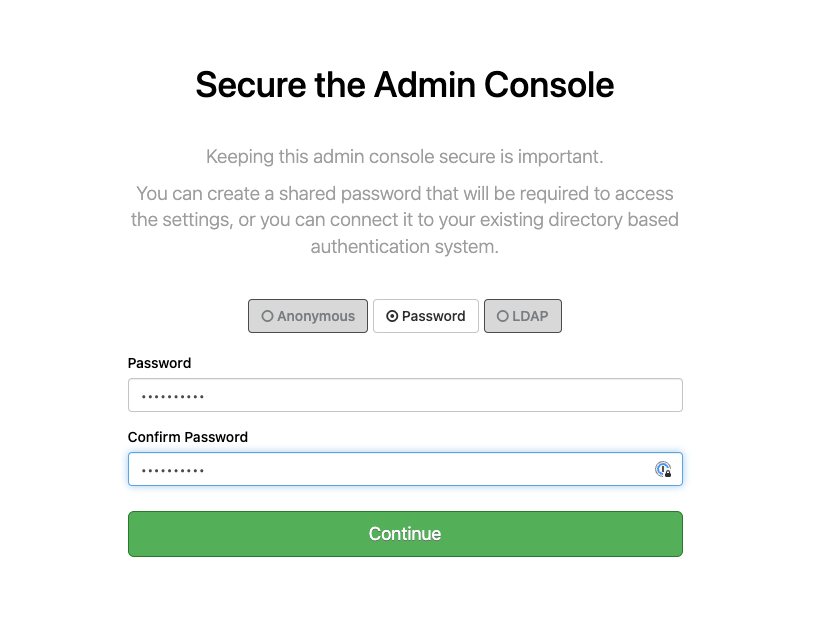 Secure the Admin Console
Keeping this admin console secure is important.
You can create a shared password that will be required to access
the settings, or you can connect it to your existing directory based
authentication system.
Anonymous Password LDAP
Password
••••••••••
Confirm Password
••••••••••
Continue